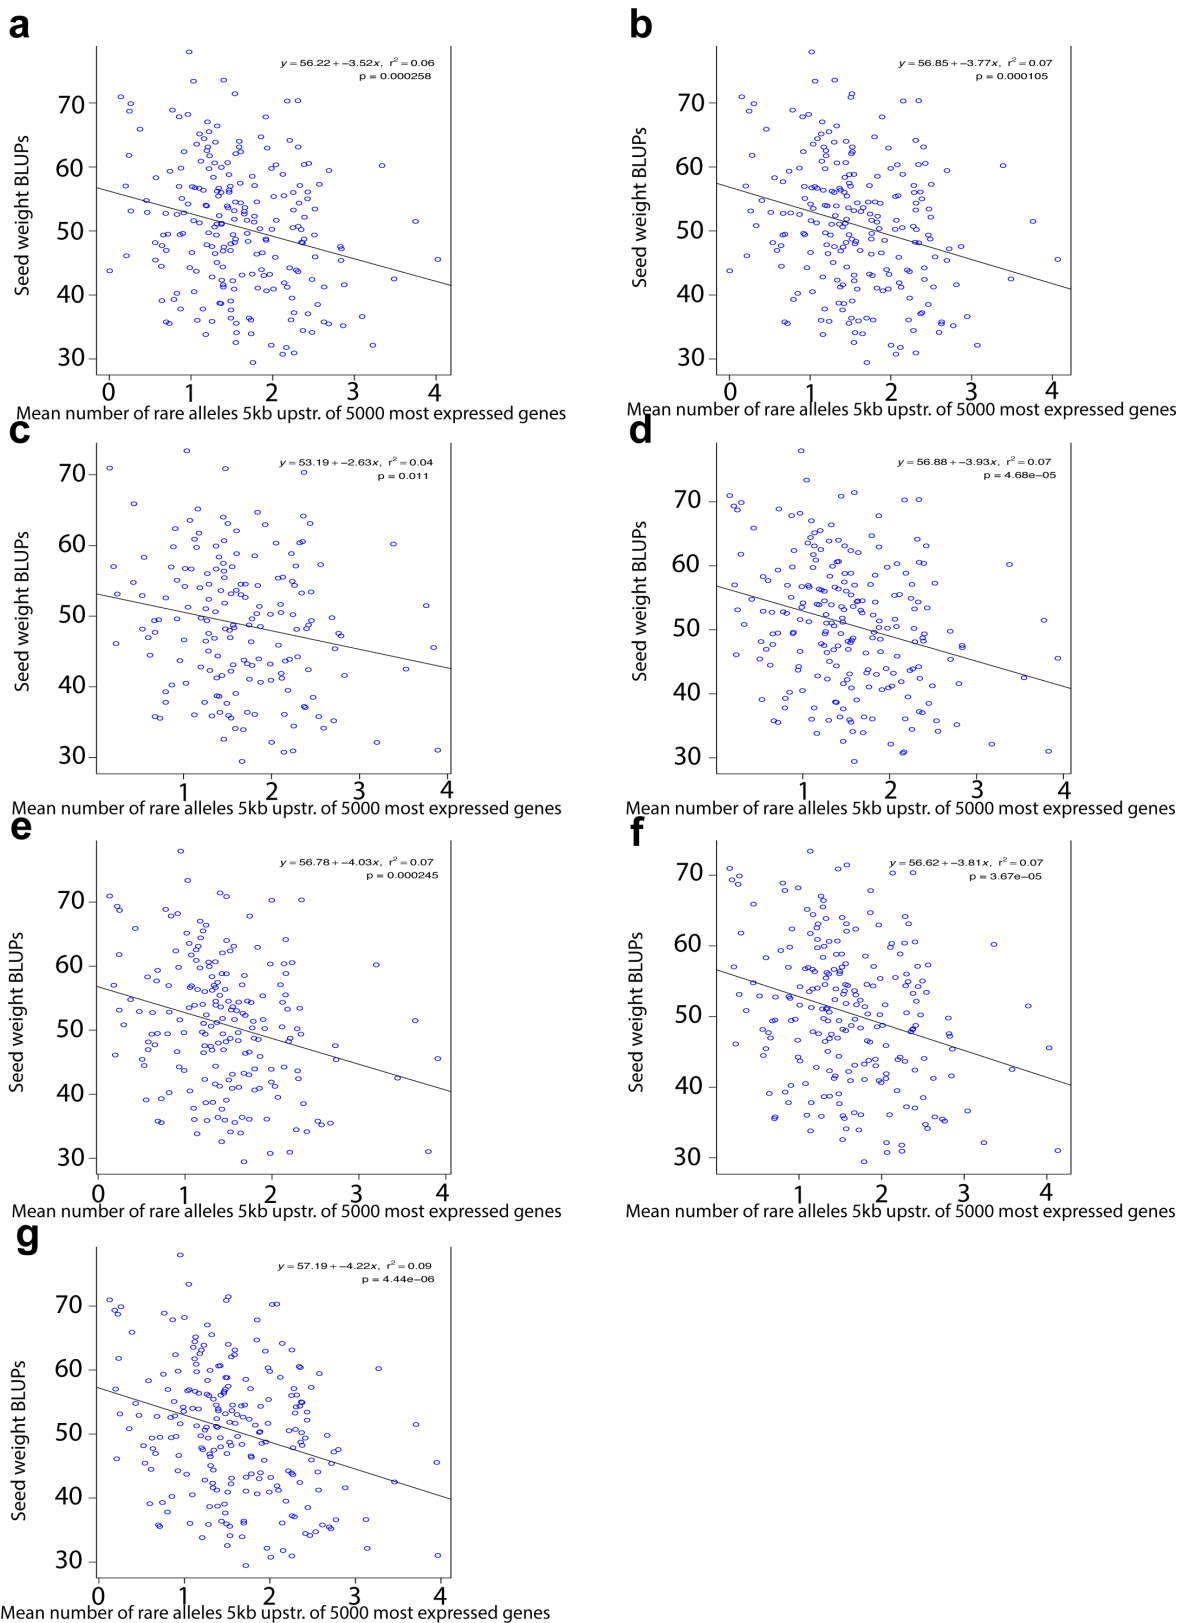 a
y = 56.22 + −3.52x, r² = 0.06
p = 0.000258
70
60
50
40
30
Seed weight BLUPs
0 1 2 3 4
Mean number of rare alleles 5kb upstr. of 5000 most expressed genes
b
y = 56.85 + −3.77x, r² = 0.07
p = 0.000105
70
60
50
40
30
Seed weight BLUPs
0 1 2 3 4
Mean number of rare alleles 5kb upstr. of 5000 most expressed genes
c
y = 53.19 + −2.63x, r² = 0.04
p = 0.011
70
60
50
40
30
Seed weight BLUPs
1 2 3 4
Mean number of rare alleles 5kb upstr. of 5000 most expressed genes
d
y = 56.88 + −3.93x, r² = 0.07
p = 4.68e−05
70
60
50
40
30
Seed weight BLUPs
1 2 3 4
Mean number of rare alleles 5kb upstr. of 5000 most expressed genes
e
y = 56.78 + −4.03x, r² = 0.07
p = 0.000245
70
60
50
40
30
Seed weight BLUPs
0 1 2 3 4
Mean number of rare alleles 5kb upstr. of 5000 most expressed genes
f
y = 56.62 + −3.81x, r² = 0.07
p = 3.67e−05
70
60
50
40
30
Seed weight BLUPs
1 2 3 4
Mean number of rare alleles 5kb upstr. of 5000 most expressed genes
g
y = 57.19 + −4.22x, r² = 0.09
p = 4.44e−06
70
60
50
40
30
Seed weight BLUPs
0 1 2 3 4
Mean number of rare alleles 5kb upstr. of 5000 most expressed genes